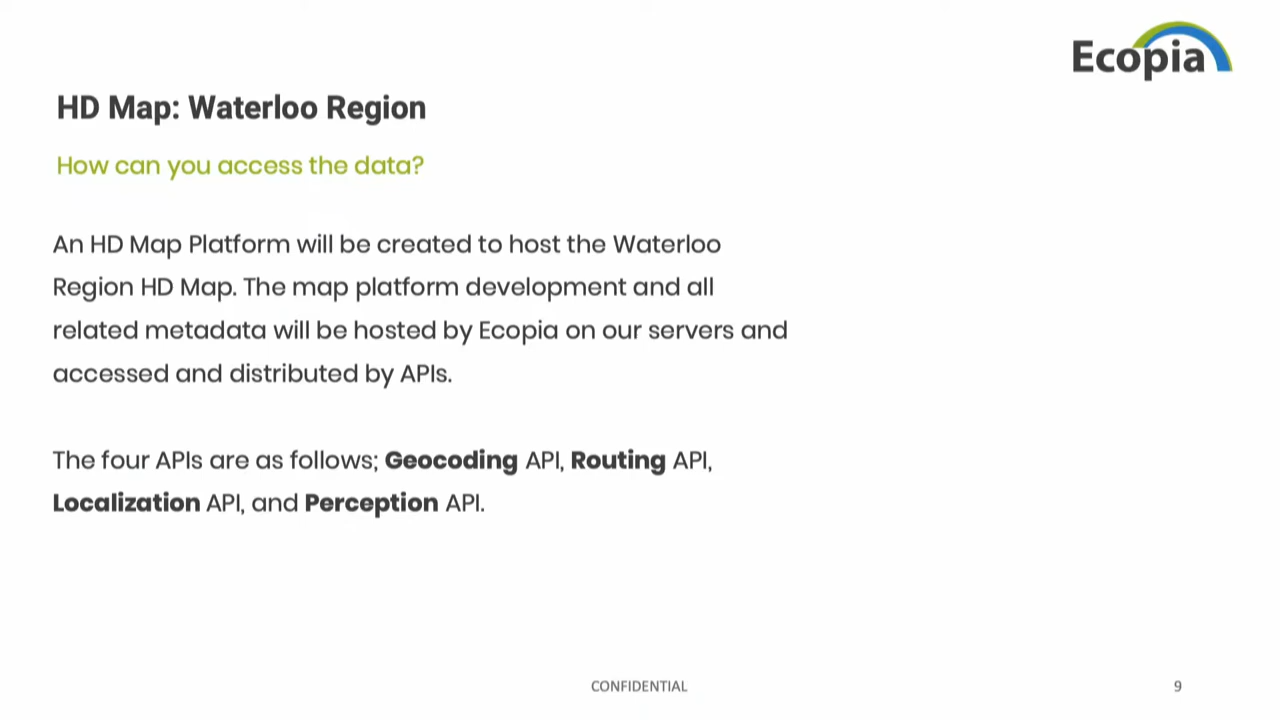 Ecopia
HD Map: Waterloo Region
How can you access the data?
An HD Map Platform will be created to host the Waterloo
Region HD Map. The map platform development and all
related metadata will be hosted by Ecopia on our servers and
accessed and distributed by APIs.
The four APIs are as follows; Geocoding API, Routing API,
Localization API, and Perception API.
CONFIDENTIAL
9